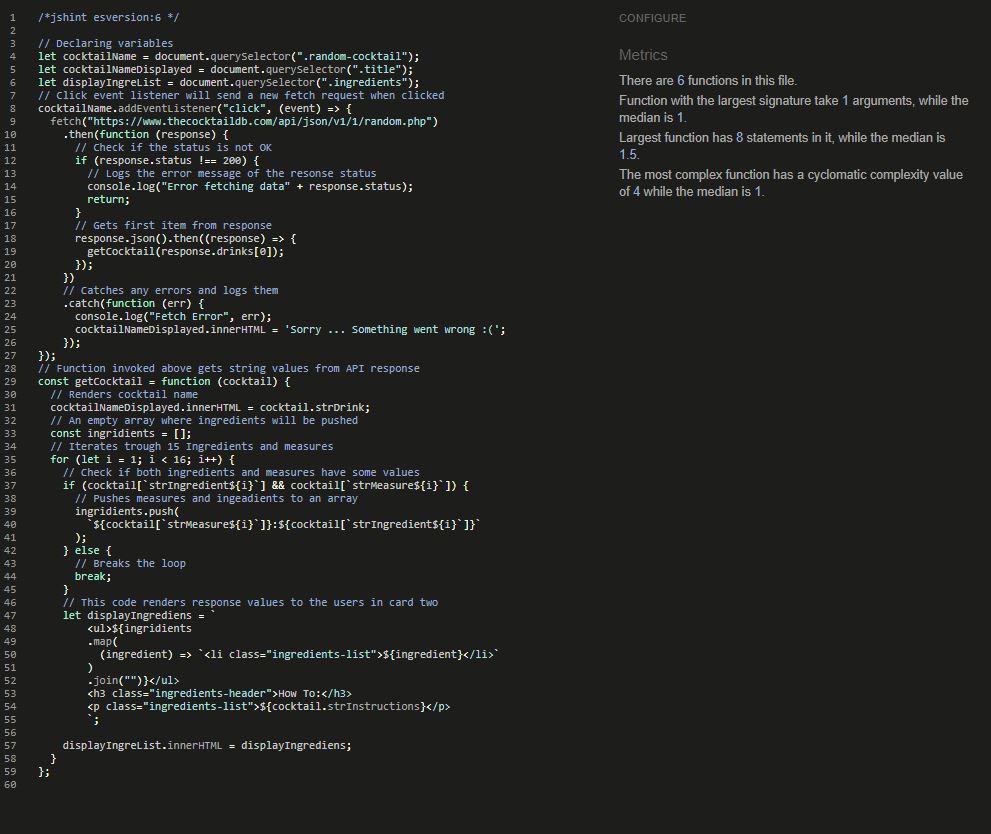 CONFIGURE
1 /*jshint esversion:6 */
2
3 // Declaring variables
4 let cocktailName = document.querySelector(".random-cocktail");
5 let cocktailNameDisplayed = document.querySelector(".title");
6 let displayIngreList = document.querySelector(".ingredients");
7 // Click event listener will send a new fetch request when clicked
8 cocktailName.addEventListener("click", (event) => {
9   fetch("https://www.thecocktaildb.com/api/json/v1/1/random.php")
10     .then(function (response) {
11       // Check if the status is not OK
12       if (response.status !== 200) {
13         // Logs the error message of the resonse status
14         console.log("Error fetching data" + response.status);
15         return;
16       }
17       // Gets first item from response
18       response.json().then((response) => {
19         getCocktail(response.drinks[0]);
20       });
21     })
22     // Catches any errors and logs them
23     .catch(function (err) {
24       console.log("Fetch Error", err);
25       cocktailNameDisplayed.innerHTML = 'Sorry ... Something went wrong :(';
26     });
27 });
28 // Function invoked above gets string values from API response
29 const getCocktail = function (cocktail) {
30   // Renders cocktail name
31   cocktailNameDisplayed.innerHTML = cocktail.strDrink;
32   // An empty array where ingredients will be pushed
33   const ingridients = [];
34   // Iterates trough 15 Ingredients and measures
35   for (let i = 1; i < 16; i++) {
36     // Check if both ingredients and measures have some values
37     if (cocktail[`strIngredient${i}`] && cocktail[`strMeasure${i}`]) {
38       // Pushes measures and ingeadients to an array
39       ingridients.push(
40         `${cocktail[`strMeasure${i}`]}:${cocktail[`strIngredient${i}`]}`
41       );
42     } else {
43       // Breaks the loop
44       break;
45     }
46     // This code renders response values to the users in card two
47     let displayIngrediens = `
48         <ul>${ingridients
49         .map(
50           (ingredient) => `<li class="ingredients-list">${ingredient}</li>`
51         )
52         .join("")}</ul>
53         <h3 class="ingredients-header">How To:</h3>
54         <p class="ingredients-list">${cocktail.strInstructions}</p>
55         `;
56
57     displayIngreList.innerHTML = displayIngrediens;
58   }
59 };
60
Metrics
There are 6 functions in this file.
Function with the largest signature take 1 arguments, while the
median is 1.
Largest function has 8 statements in it, while the median is
1.5.
The most complex function has a cyclomatic complexity value
of 4 while the median is 1.